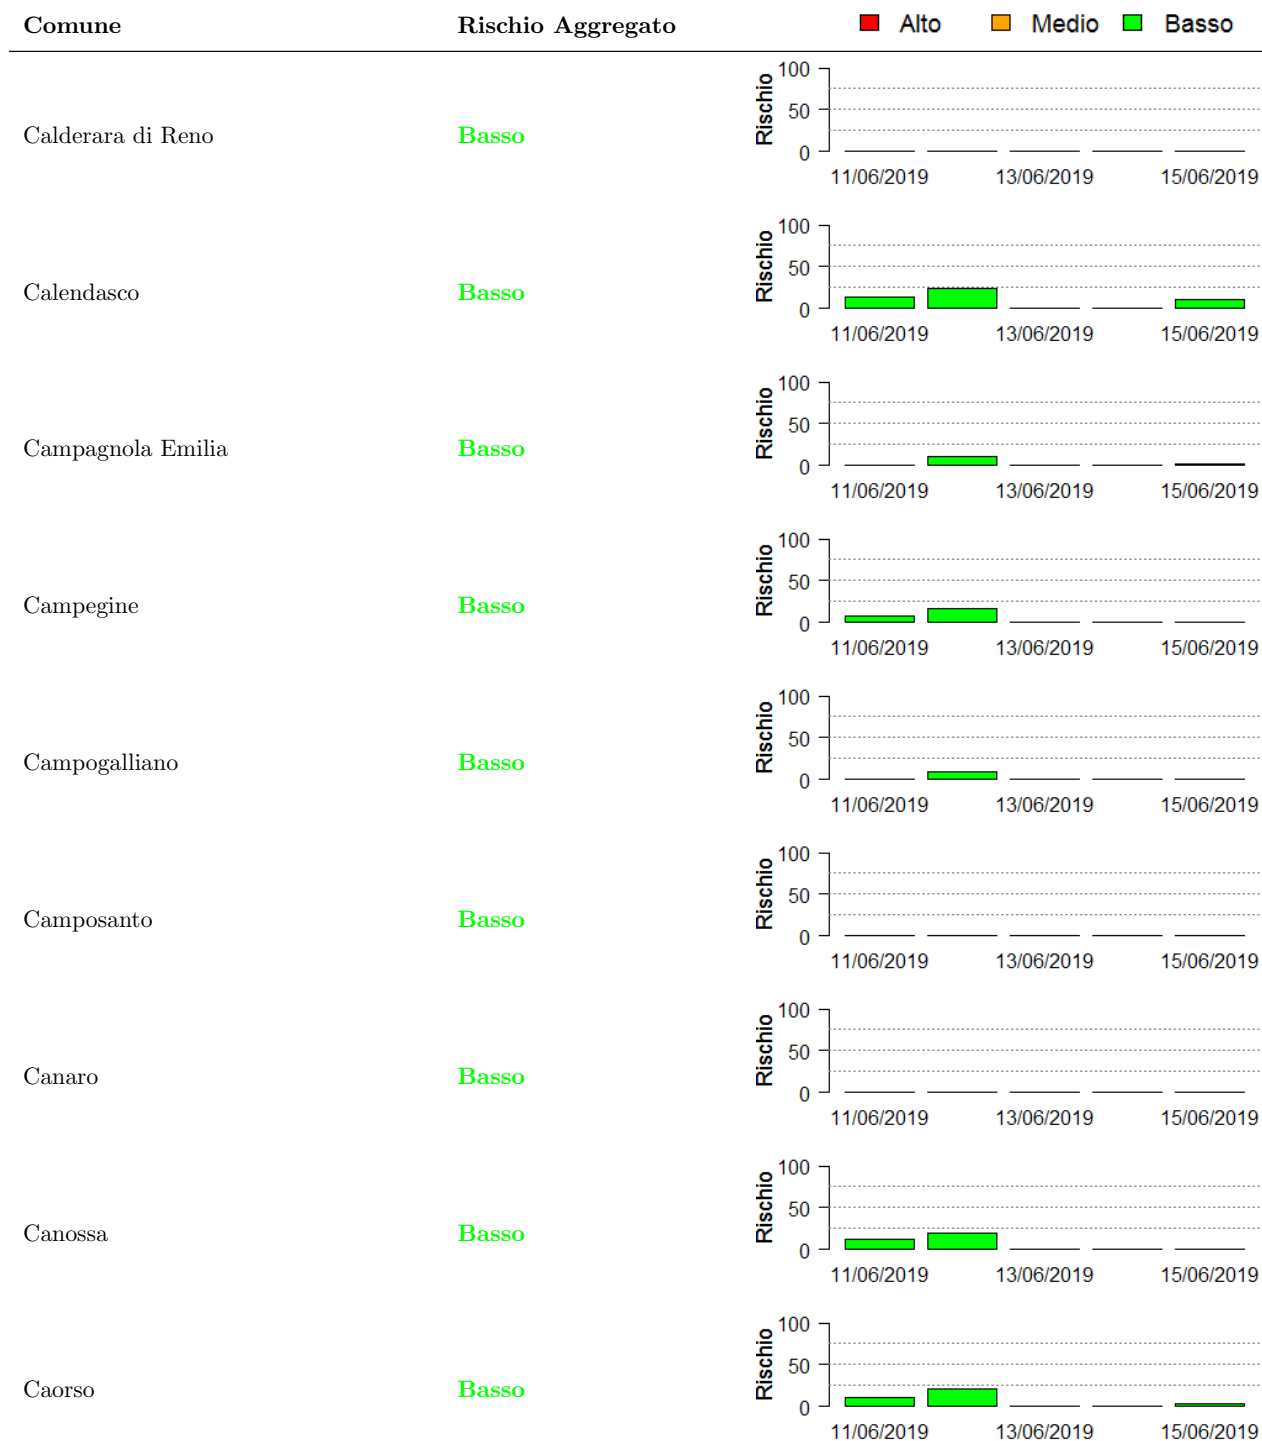 Comune Rischio Aggregato Alto Medio Basso
Calderara di Reno Basso Rischio 100 50 0
11/06/2019 13/06/2019 15/06/2019
Calendasco Basso Rischio 100 50 0
11/06/2019 13/06/2019 15/06/2019
Campagnola Emilia Basso Rischio 100 50 0
11/06/2019 13/06/2019 15/06/2019
Campegine Basso Rischio 100 50 0
11/06/2019 13/06/2019 15/06/2019
Campogalliano Basso Rischio 100 50 0
11/06/2019 13/06/2019 15/06/2019
Camposanto Basso Rischio 100 50 0
11/06/2019 13/06/2019 15/06/2019
Canaro Basso Rischio 100 50 0
11/06/2019 13/06/2019 15/06/2019
Canossa Basso Rischio 100 50 0
11/06/2019 13/06/2019 15/06/2019
Caorso Basso Rischio 100 50 0
11/06/2019 13/06/2019 15/06/2019